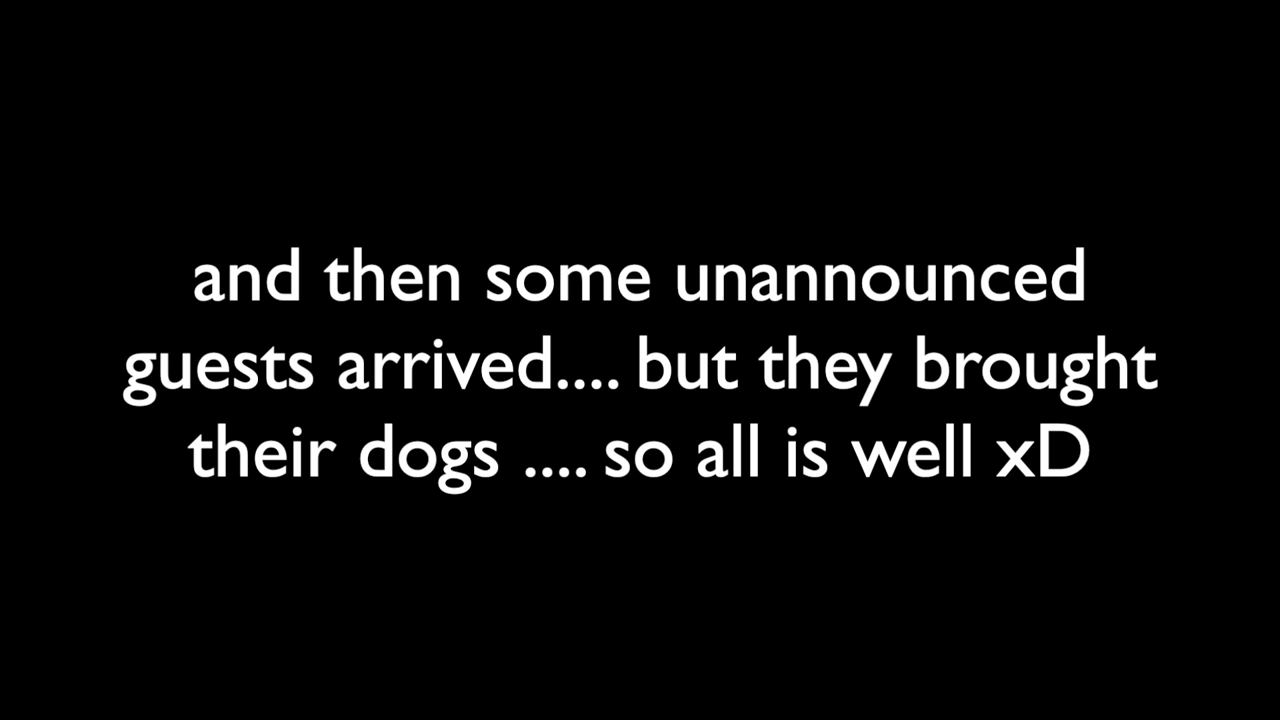 and then some unannounced
guests arrived.... but they brought
their dogs .... so all is well xD